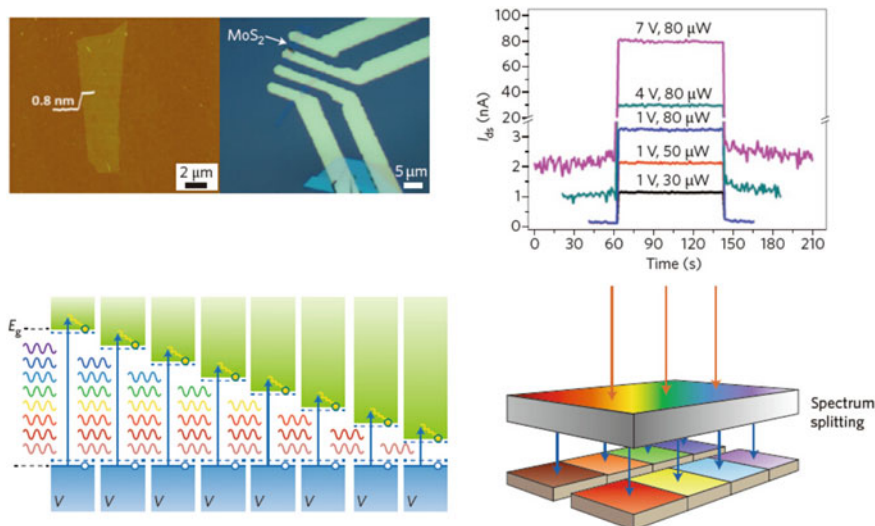 0.8 nm
2 μm
MoS₂
5 μm
I_ds (nA)
100
80
60
40
20
3
2
1
0
7 V, 80 μW
4 V, 80 μW
1 V, 80 μW
1 V, 50 μW
1 V, 30 μW
0 30 60 90 120 150 180 210
Time (s)
E_g
V V V V V V V V
Spectrum
splitting